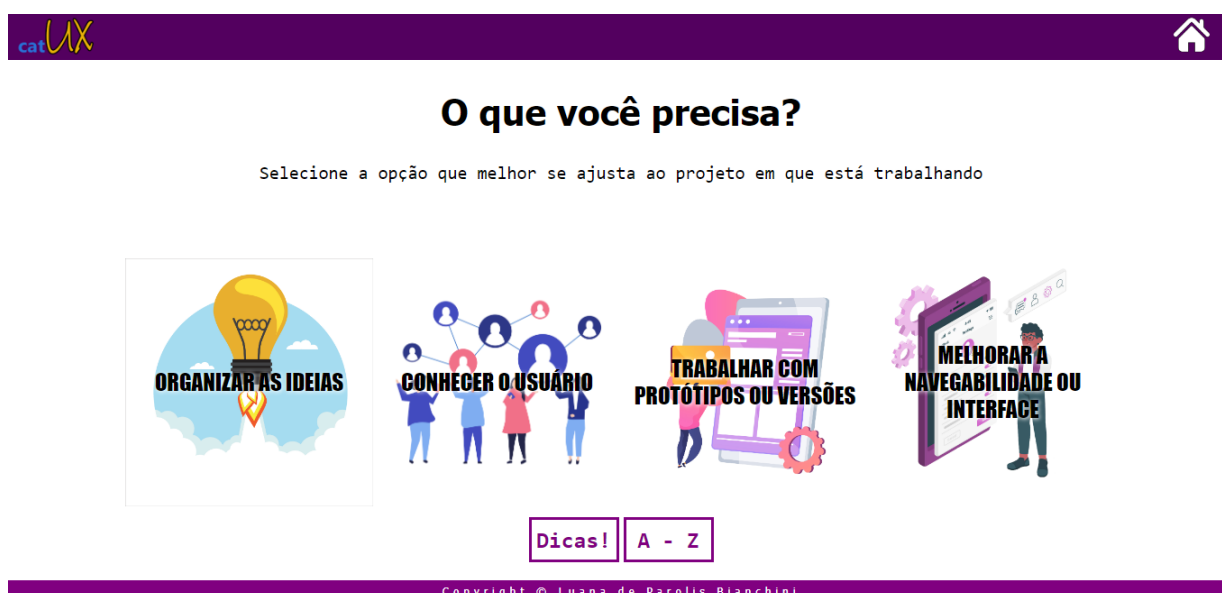 catUX
O que você precisa?
Selecione a opção que melhor se ajusta ao projeto em que está trabalhando
ORGANIZAR AS IDEIAS
CONHECER O USUÁRIO
TRABALHAR COM
PROTÓTIPOS OU VERSÕES
MELHORAR A
NAVEGABILIDADE OU
INTERFACE
Dicas!
A - Z
Copyright © Luana de Parolis Bianchini